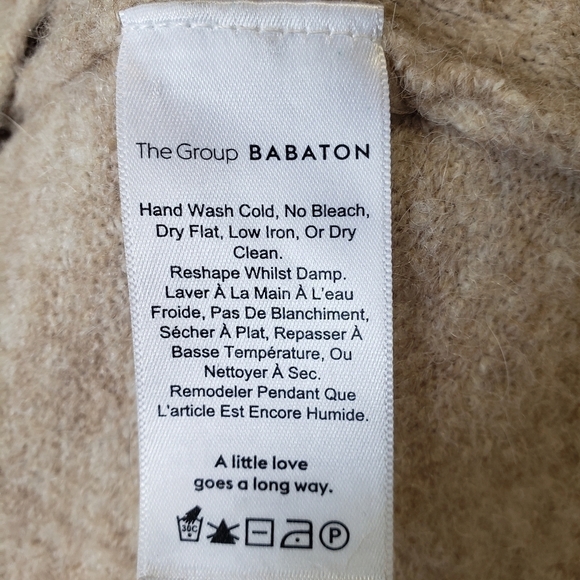 The Group BABATON
Hand Wash Cold, No Bleach,
Dry Flat, Low Iron, Or Dry
Clean.
Reshape Whilst Damp.
Laver À La Main À L'eau
Froide, Pas De Blanchiment,
Sécher À Plat, Repasser À
Basse Température, Ou
Nettoyer À Sec.
Remodeler Pendant Que
L'article Est Encore Humide.
A little love
goes a long way.
30C P